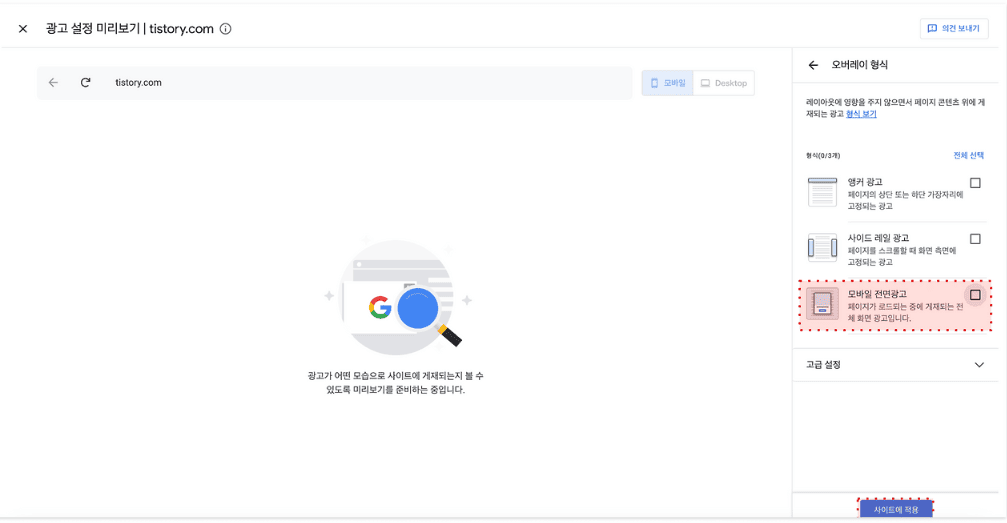 광고 설정 미리보기 | tistory.com
의견 보내기
tistory.com
모바일
Desktop
오버레이 형식
레이아웃에 영향을 주지 않으면서 페이지 콘텐츠 위에 게
재되는 광고 형식 보기
형식(0/3개)
전체 선택
앵커 광고
페이지의 상단 또는 하단 가장자리에
고정되는 광고
사이드 레일 광고
페이지를 스크롤할 때 화면 측면에
고정되는 광고
모바일 전면광고
페이지가 로드되는 중에 게재되는 전
체 화면 광고입니다.
고급 설정
광고가 어떤 모습으로 사이트에 게재되는지 볼 수
있도록 미리보기를 준비하는 중입니다.
사이트에 적용